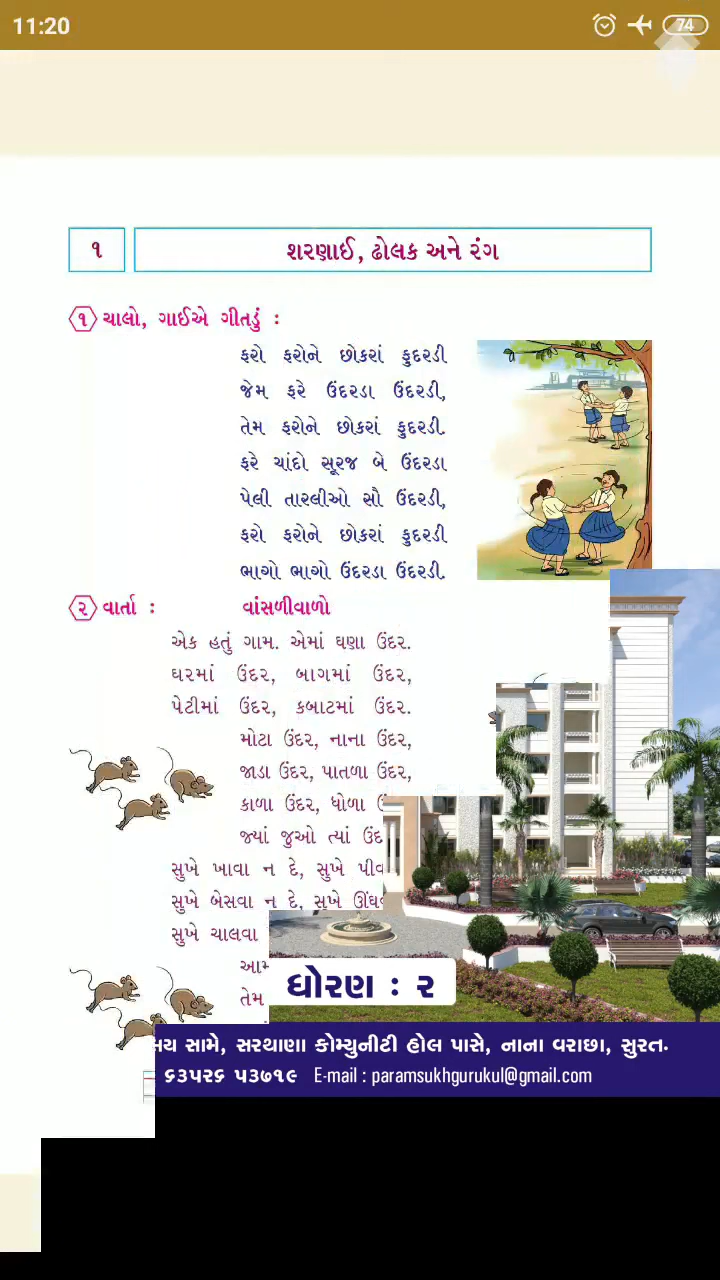 11:20
74
૧
શરણાઈ, ઢોલક અને રંગ
૧ ચાલો, ગાઈએ ગીતડું :
ફરો ફરોને છોકરાં ફુદરડી
જેમ ફરે ઉંદરડા ઉંદરડી,
તેમ ફરોને છોકરાં ફુદરડી.
ફરે ચાંદો સૂરજ બે ઉંદરડા
પેલી તારલીઓ સૌ ઉંદરડી,
ફરો ફરોને છોકરાં ફુદરડી
ભાગો ભાગો ઉંદરડા ઉંદરડી.
૨ વાર્તા : વાંસળીવાળો
એક હતું ગામ. એમાં ઘણા ઉંદર.
ઘરમાં ઉંદર, બાગમાં ઉંદર,
પેટીમાં ઉંદર, કબાટમાં ઉંદર.
મોટા ઉંદર, નાના ઉંદર,
જાડા ઉંદર, પાતળા ઉંદર,
કાળા ઉંદર, ધોળા
જ્યાં જુઓ ત્યાં
સુખે ખાવા ન દે, સુખે
સુખે બેસવા ન દે, સુખે
સુખે ચાલવા
તેમ
ધોરણ : ૨
સામે, સરથાણા કોમ્યુનીટી હોલ પાસે, નાના વરાછા, સુરત.
૬૩૫૨૬ ૫૩૭૧૯ E-mail : paramsukhgurukul@gmail.com